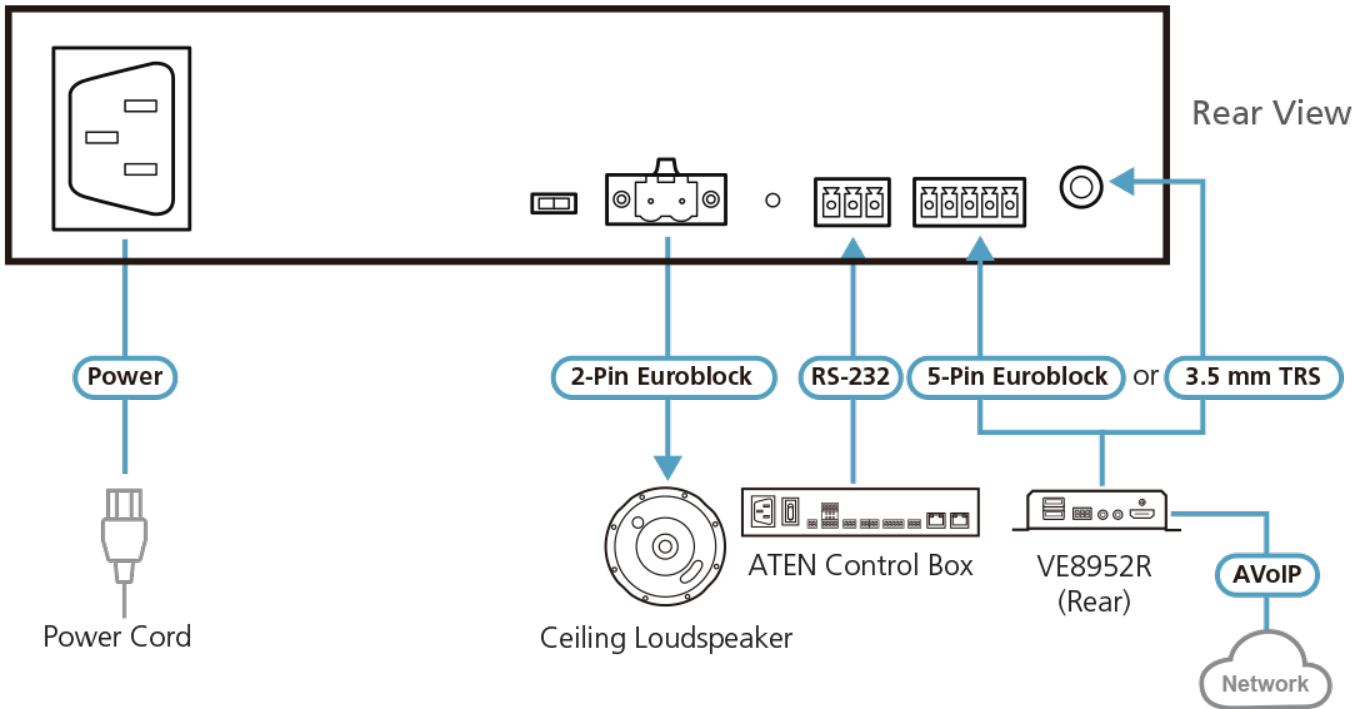 Rear View
Power
2-Pin Euroblock
RS-232
5-Pin Euroblock or 3.5 mm TRS
Power Cord
Ceiling Loudspeaker
ATEN Control Box
VE8952R
(Rear)
AVoIP
Network